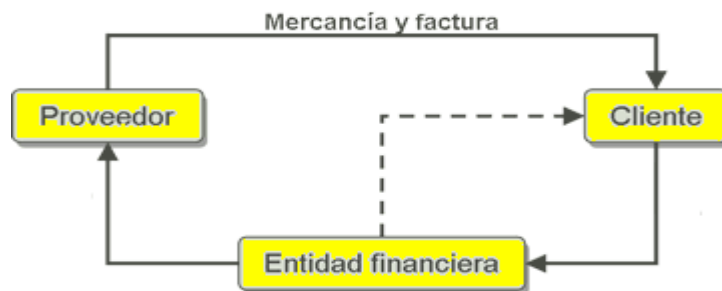 Mercancía y factura
Proveedor
Cliente
Entidad financiera